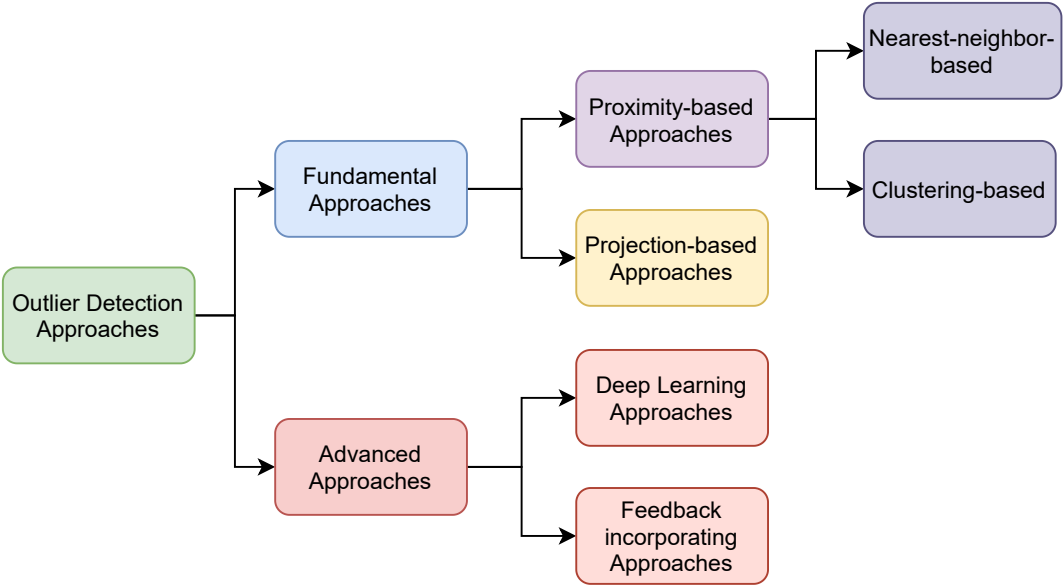 Outlier Detection
Approaches
Fundamental
Approaches
Advanced
Approaches
Proximity-based
Approaches
Projection-based
Approaches
Deep Learning
Approaches
Feedback
incorporating
Approaches
Nearest-neighbor-
based
Clustering-based